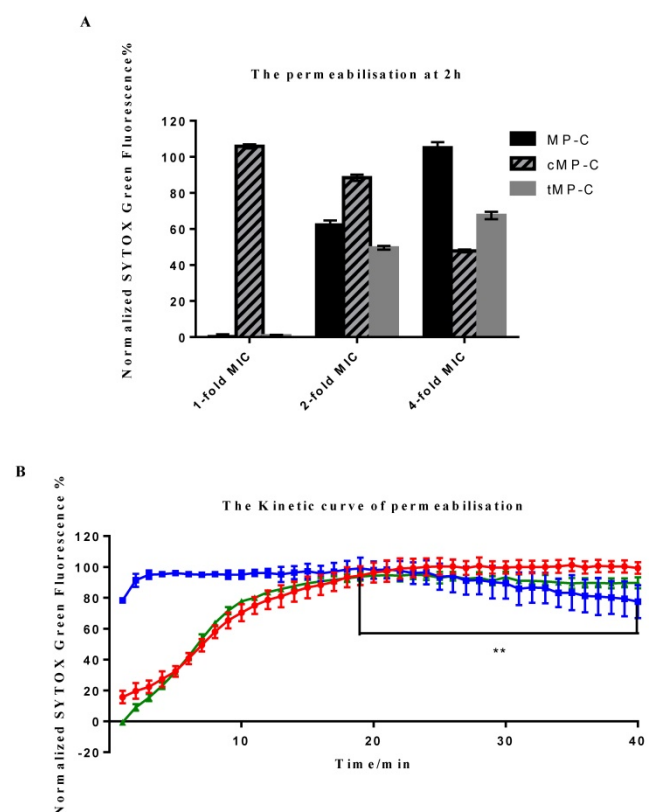 A
The permeabilisation at 2h
Normalized SYTOX Green Fluorescence%
120
100
80
60
40
20
0
MP-C
cMP-C
tMP-C
1-fold MIC
2-fold MIC
4-fold MIC
B
The Kinetic curve of permeabilisation
Normalized SYTOX Green Fluorescence %
120
100
80
60
40
20
0
-20
**
10
20
30
40
Time/min